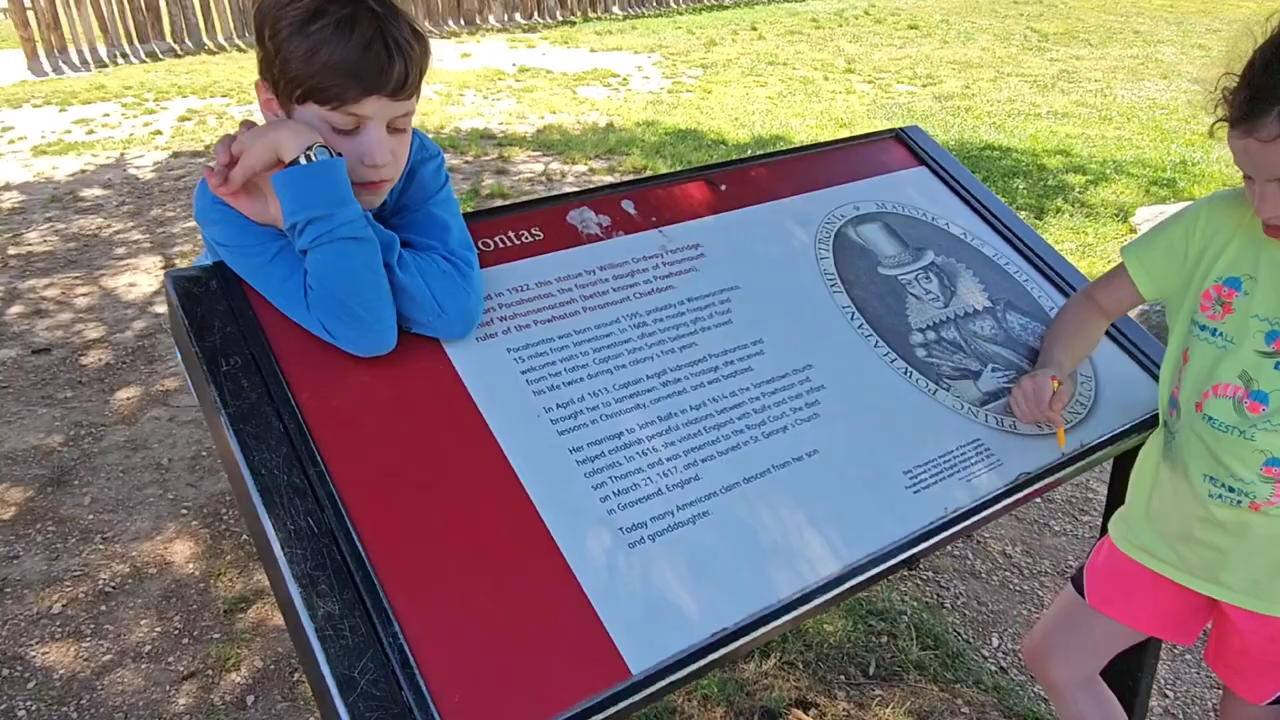 ontas
d in 1922, this statue by William Ordway Partridge,
ors Pocahontas, the favorite daughter of Paramount
hief Wahunsenacawh (better known as Powhatan),
ruler of the Powhatan Paramount Chiefdom.
Pocahontas was born around 1595, probably at Werowocomoco,
15 miles from Jamestown. In 1608, she made frequent, and
welcome visits to Jamestown, often bringing gifts of food
from her father. Captain John Smith believed she saved
his life twice during the colony's first years.
In April of 1613, Captain Argall kidnapped Pocahontas and
brought her to Jamestown. While a hostage, she received
lessons in Christianity, converted, and was baptized.
Her marriage to John Rolfe in April 1614 at the Jamestown church
helped establish peaceful relations between the Powhatan and
colonists. In 1616, she visited England with Rolfe and their infant
son Thomas, and was presented to the Royal Court. She died
on March 21, 1617, and was buried in St. George's Church
in Gravesend, England.
Today many Americans claim descent from her son
and granddaughter.
MATOAKA ALS REBECCA
POTENTISS PRINC: POWHATANI IMP: VIRGINIÆ
FREESTYLE
TREADING
WATER